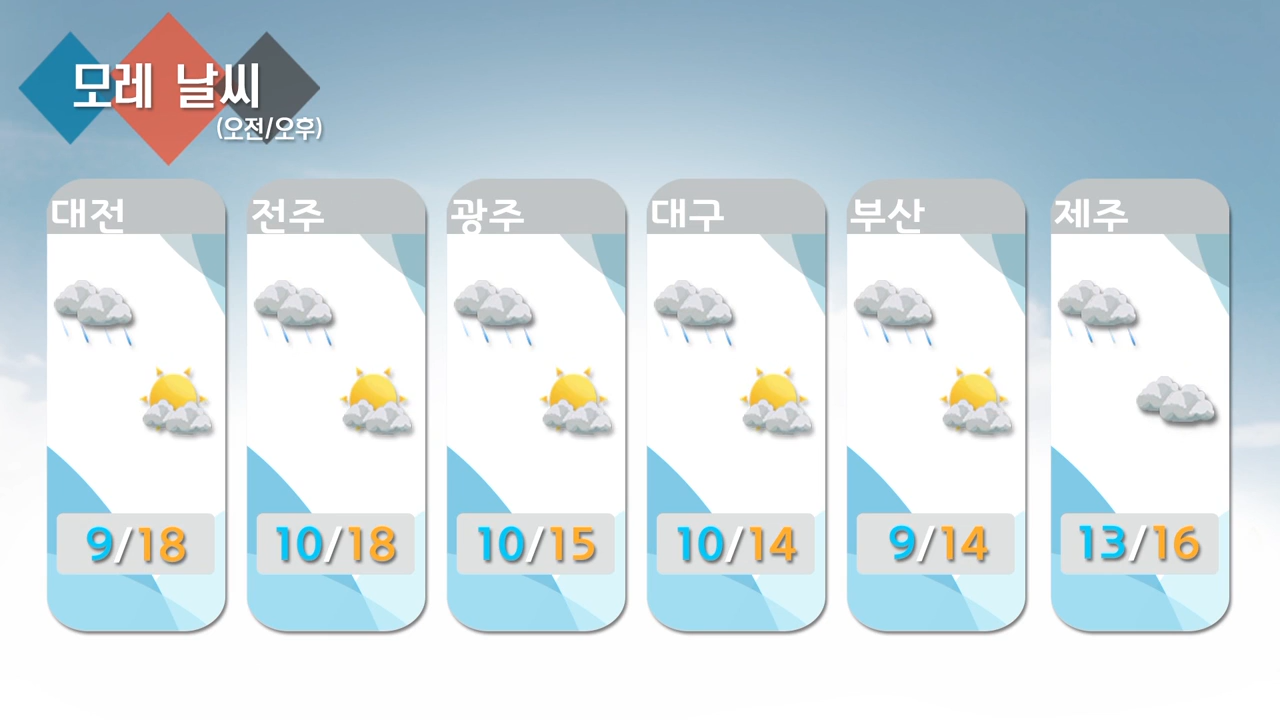 모레 날씨
(오전/오후)
대전
전주
광주
대구
부산
제주
9/18
10/18
10/15
10/14
9/14
13/16